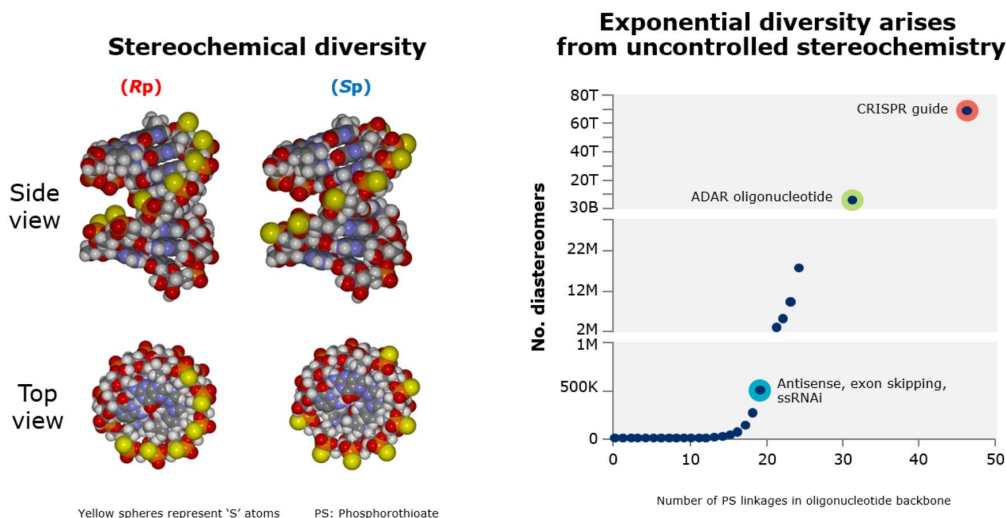 Stereochemical diversity
(Rp)
(Sp)
Side
view
Top
view
Yellow spheres represent ‘S’ atoms
PS: Phosphorothioate
Exponential diversity arises
from uncontrolled stereochemistry
No. diastereomers
80T
60T
40T
20T
30B
22M
12M
2M
1M
500K
0
CRISPR guide
ADAR oligonucleotide
Antisense, exon skipping,
ssRNAi
0 10 20 30 40 50
Number of PS linkages in oligonucleotide backbone